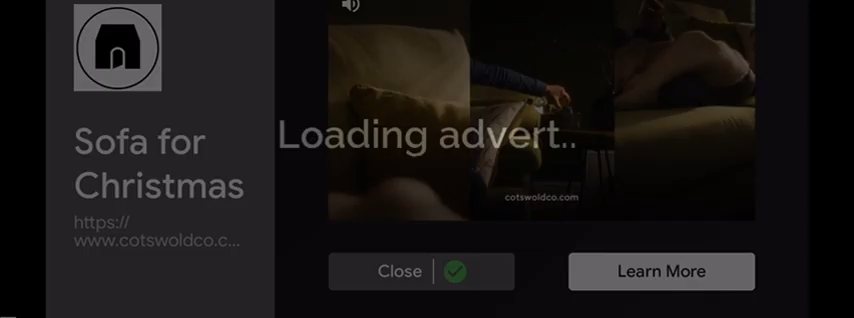 Sofa for
Christmas
https://
www.cotswoldco.c...
Loading advert..
cotswoldco.com
Close
Learn More